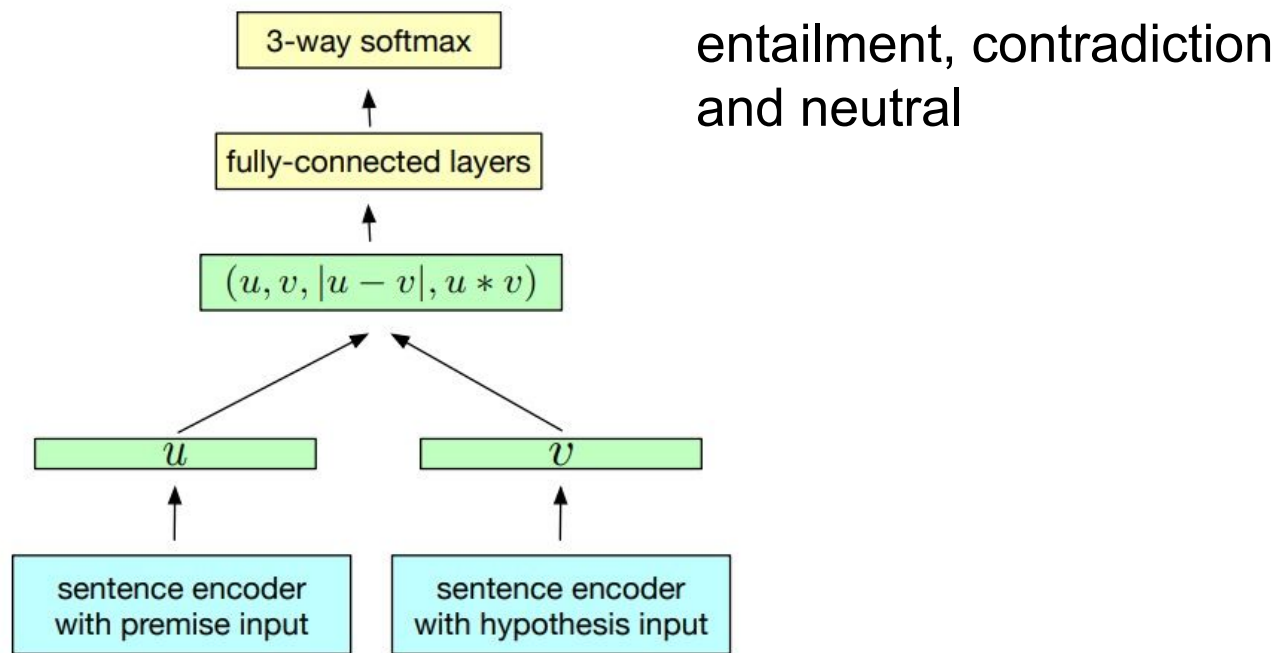 3-way softmax
entailment, contradiction
and neutral
fully-connected layers
(u, v, |u − v|, u ∗ v)
u
v
sentence encoder
with premise input
sentence encoder
with hypothesis input